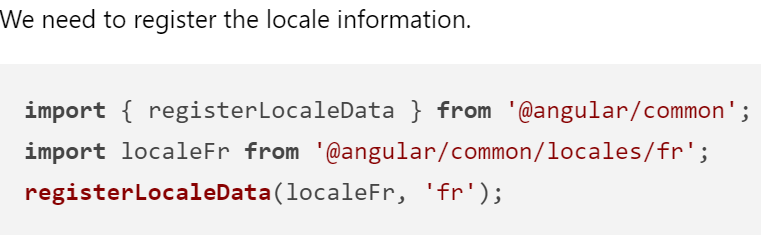 We need to register the locale information.
import { registerLocaleData } from '@angular/common';
import localeFr from '@angular/common/locales/fr';
registerLocaleData(localeFr, 'fr');